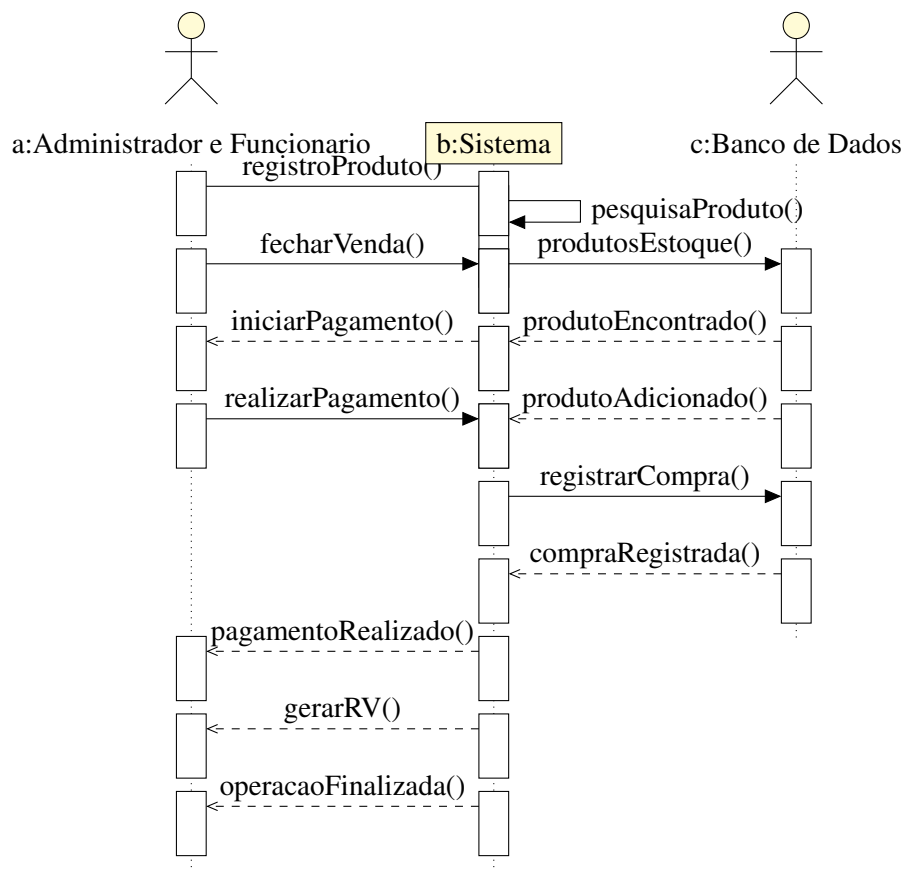 a:Administrador e Funcionario
b:Sistema
c:Banco de Dados
registroProduto()
pesquisaProduto()
fecharVenda()
produtosEstoque()
iniciarPagamento()
produtoEncontrado()
realizarPagamento()
produtoAdicionado()
registrarCompra()
compraRegistrada()
pagamentoRealizado()
gerarRV()
operacaoFinalizada()